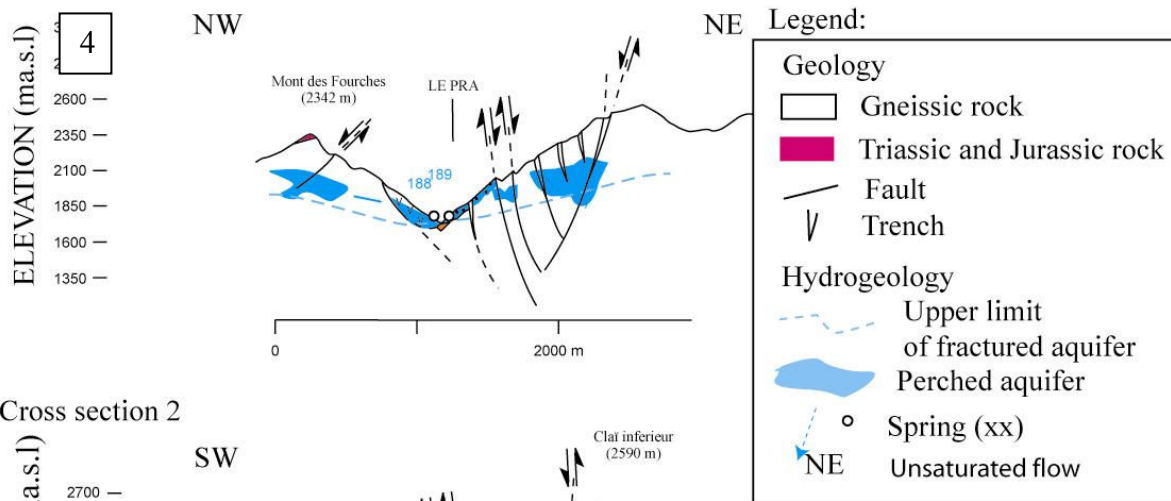 4
NW
NE
Legend:
ELEVATION (m a.s.l)
2600
2350
2100
1850
1600
1350
Mont des Fourches
(2342 m)
LE PRA
188
189
0
2000 m
Geology
Gneissic rock
Triassic and Jurassic rock
Fault
Trench
Hydrogeology
Upper limit
of fractured aquifer
Perched aquifer
Spring (xx)
NE
Unsaturated flow
Cross section 2
a.s.l)
SW
Claï inferieur
(2590 m)
2700